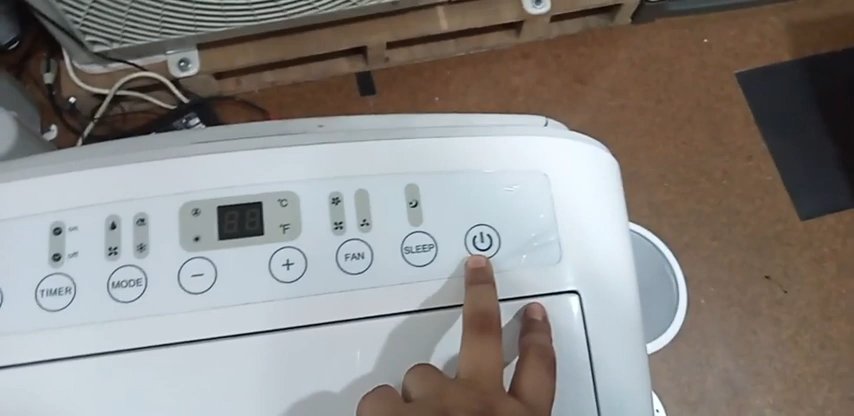 on
off
TIMER
MODE
88
°C
°F
FAN
SLEEP